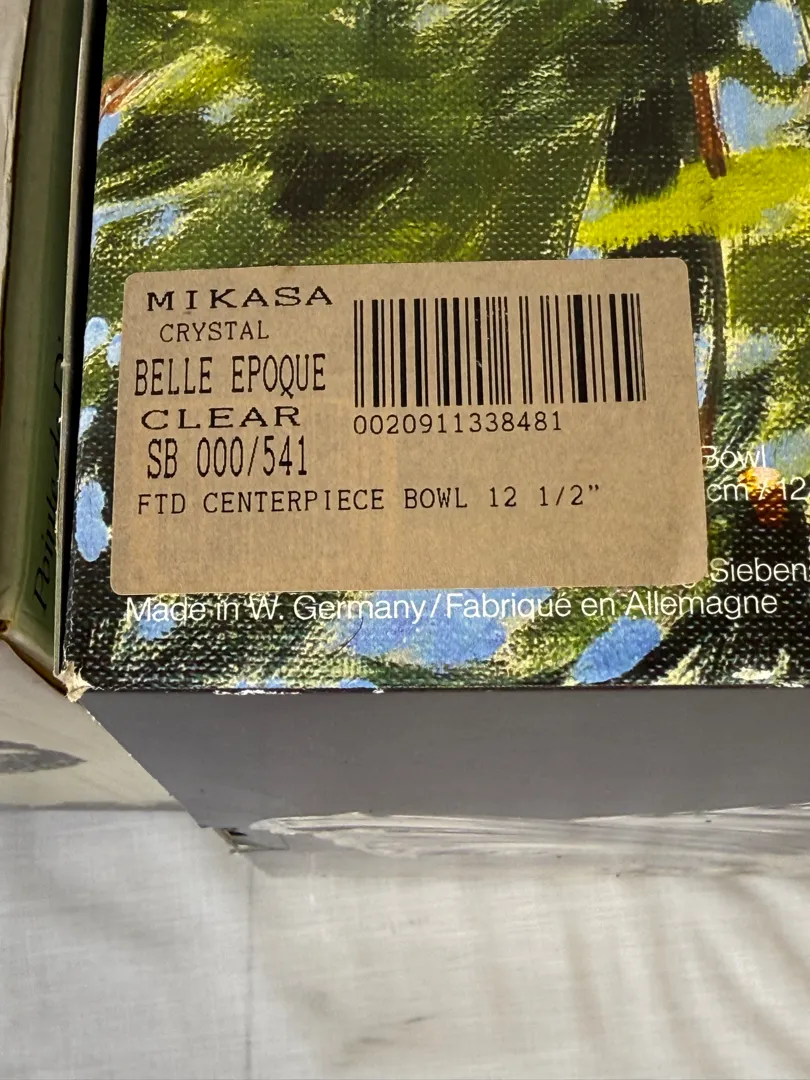 MIKASA
CRYSTAL
BELLE EPOQUE
CLEAR
SB 000/541
0020911338481
FTD CENTERPIECE BOWL 12 1/2"
Bowl
cm / 12
Sieben
Made in W. Germany / Fabriqué en Allemagne